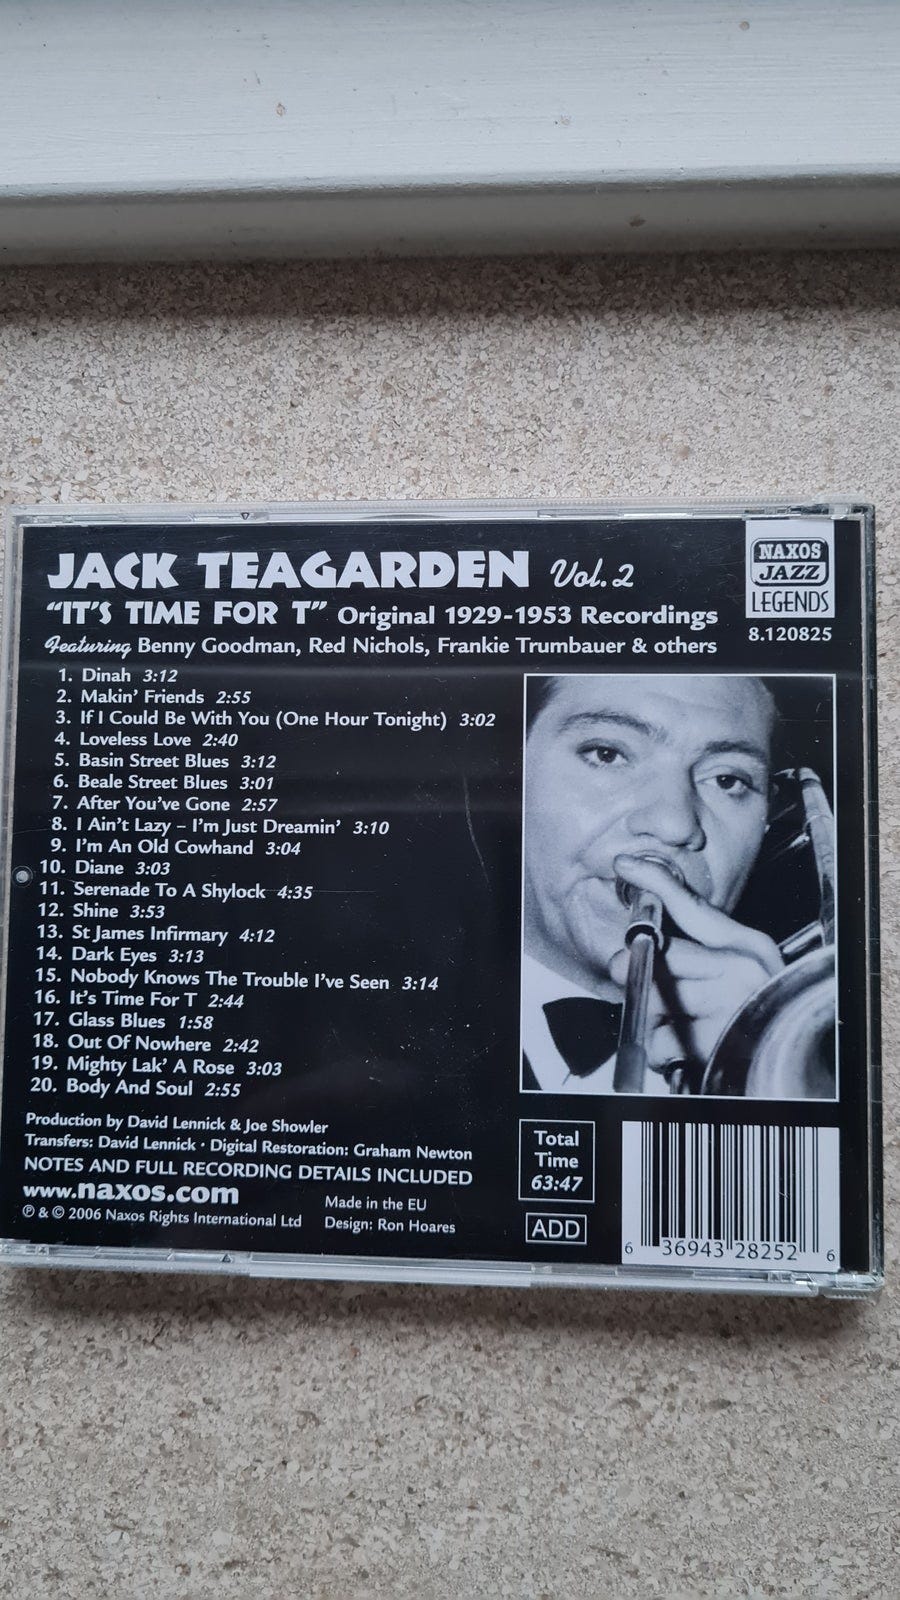 JACK TEAGARDEN Vol. 2
"IT'S TIME FOR T" Original 1929-1953 Recordings
Featuring Benny Goodman, Red Nichols, Frankie Trumbauer & others
NAXOS
JAZZ
LEGENDS
8.120825
1. Dinah 3:12
2. Makin' Friends 2:55
3. If I Could Be With You (One Hour Tonight) 3:02
4. Loveless Love 2:40
5. Basin Street Blues 3:12
6. Beale Street Blues 3:01
7. After You've Gone 2:57
8. I Ain't Lazy – I'm Just Dreamin' 3:10
9. I'm An Old Cowhand 3:04
10. Diane 3:03
11. Serenade To A Shylock 4:35
12. Shine 3:53
13. St James Infirmary 4:12
14. Dark Eyes 3:13
15. Nobody Knows The Trouble I've Seen 3:14
16. It's Time For T 2:44
17. Glass Blues 1:58
18. Out Of Nowhere 2:42
19. Mighty Lak' A Rose 3:03
20. Body And Soul 2:55
Production by David Lennick & Joe Showler
Transfers: David Lennick • Digital Restoration: Graham Newton
NOTES AND FULL RECORDING DETAILS INCLUDED
www.naxos.com
℗ & © 2006 Naxos Rights International Ltd
Made in the EU
Design: Ron Hoares
Total
Time
63:47
ADD
6 36943 28252 6